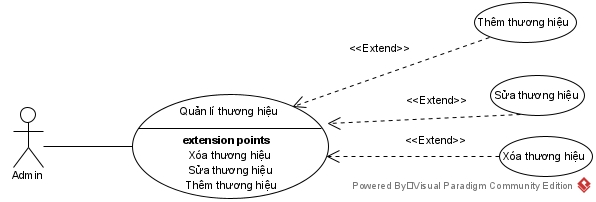 Thêm thương hiệu
<<Extend>>
Sửa thương hiệu
<<Extend>>
Quản lí thương hiệu
<<Extend>>
extension points
Xóa thương hiệu
Xóa thương hiệu
Sửa thương hiệu
Thêm thương hiệu
Admin
Powered By Visual Paradigm Community Edition